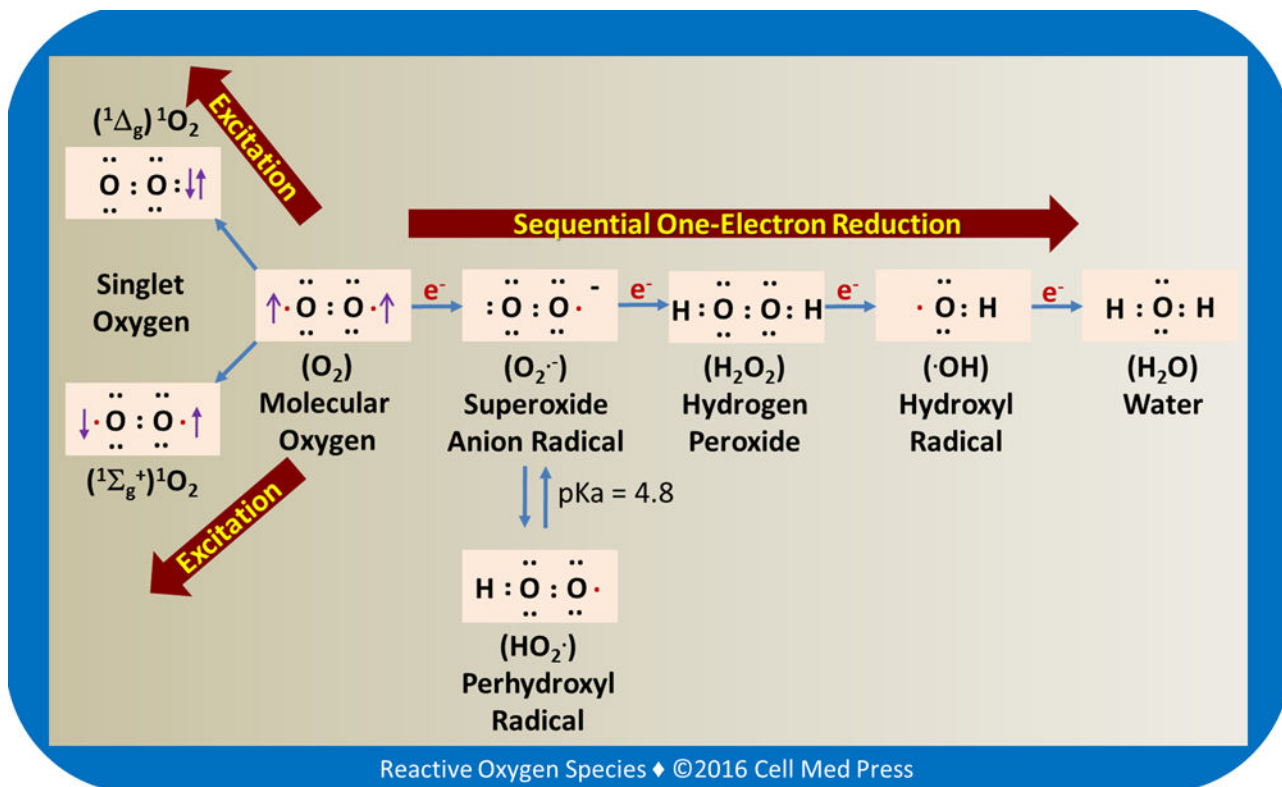 (¹Δg) ¹O₂
Excitation
O : O :↓↑
Singlet
Oxygen
Sequential One-Electron Reduction
↑·O : O·↑
e⁻
: O : O · ⁻
e⁻
H : O : O : H
e⁻
· O : H
e⁻
H : O : H
(O₂)
Molecular
Oxygen
(O₂·⁻)
Superoxide
Anion Radical
(H₂O₂)
Hydrogen
Peroxide
(·OH)
Hydroxyl
Radical
(H₂O)
Water
↓·O : O·↑
(¹Σg⁺)¹O₂
Excitation
pKa = 4.8
H : O : O ·
(HO₂·)
Perhydroxyl
Radical
Reactive Oxygen Species ♦ ©2016 Cell Med Press